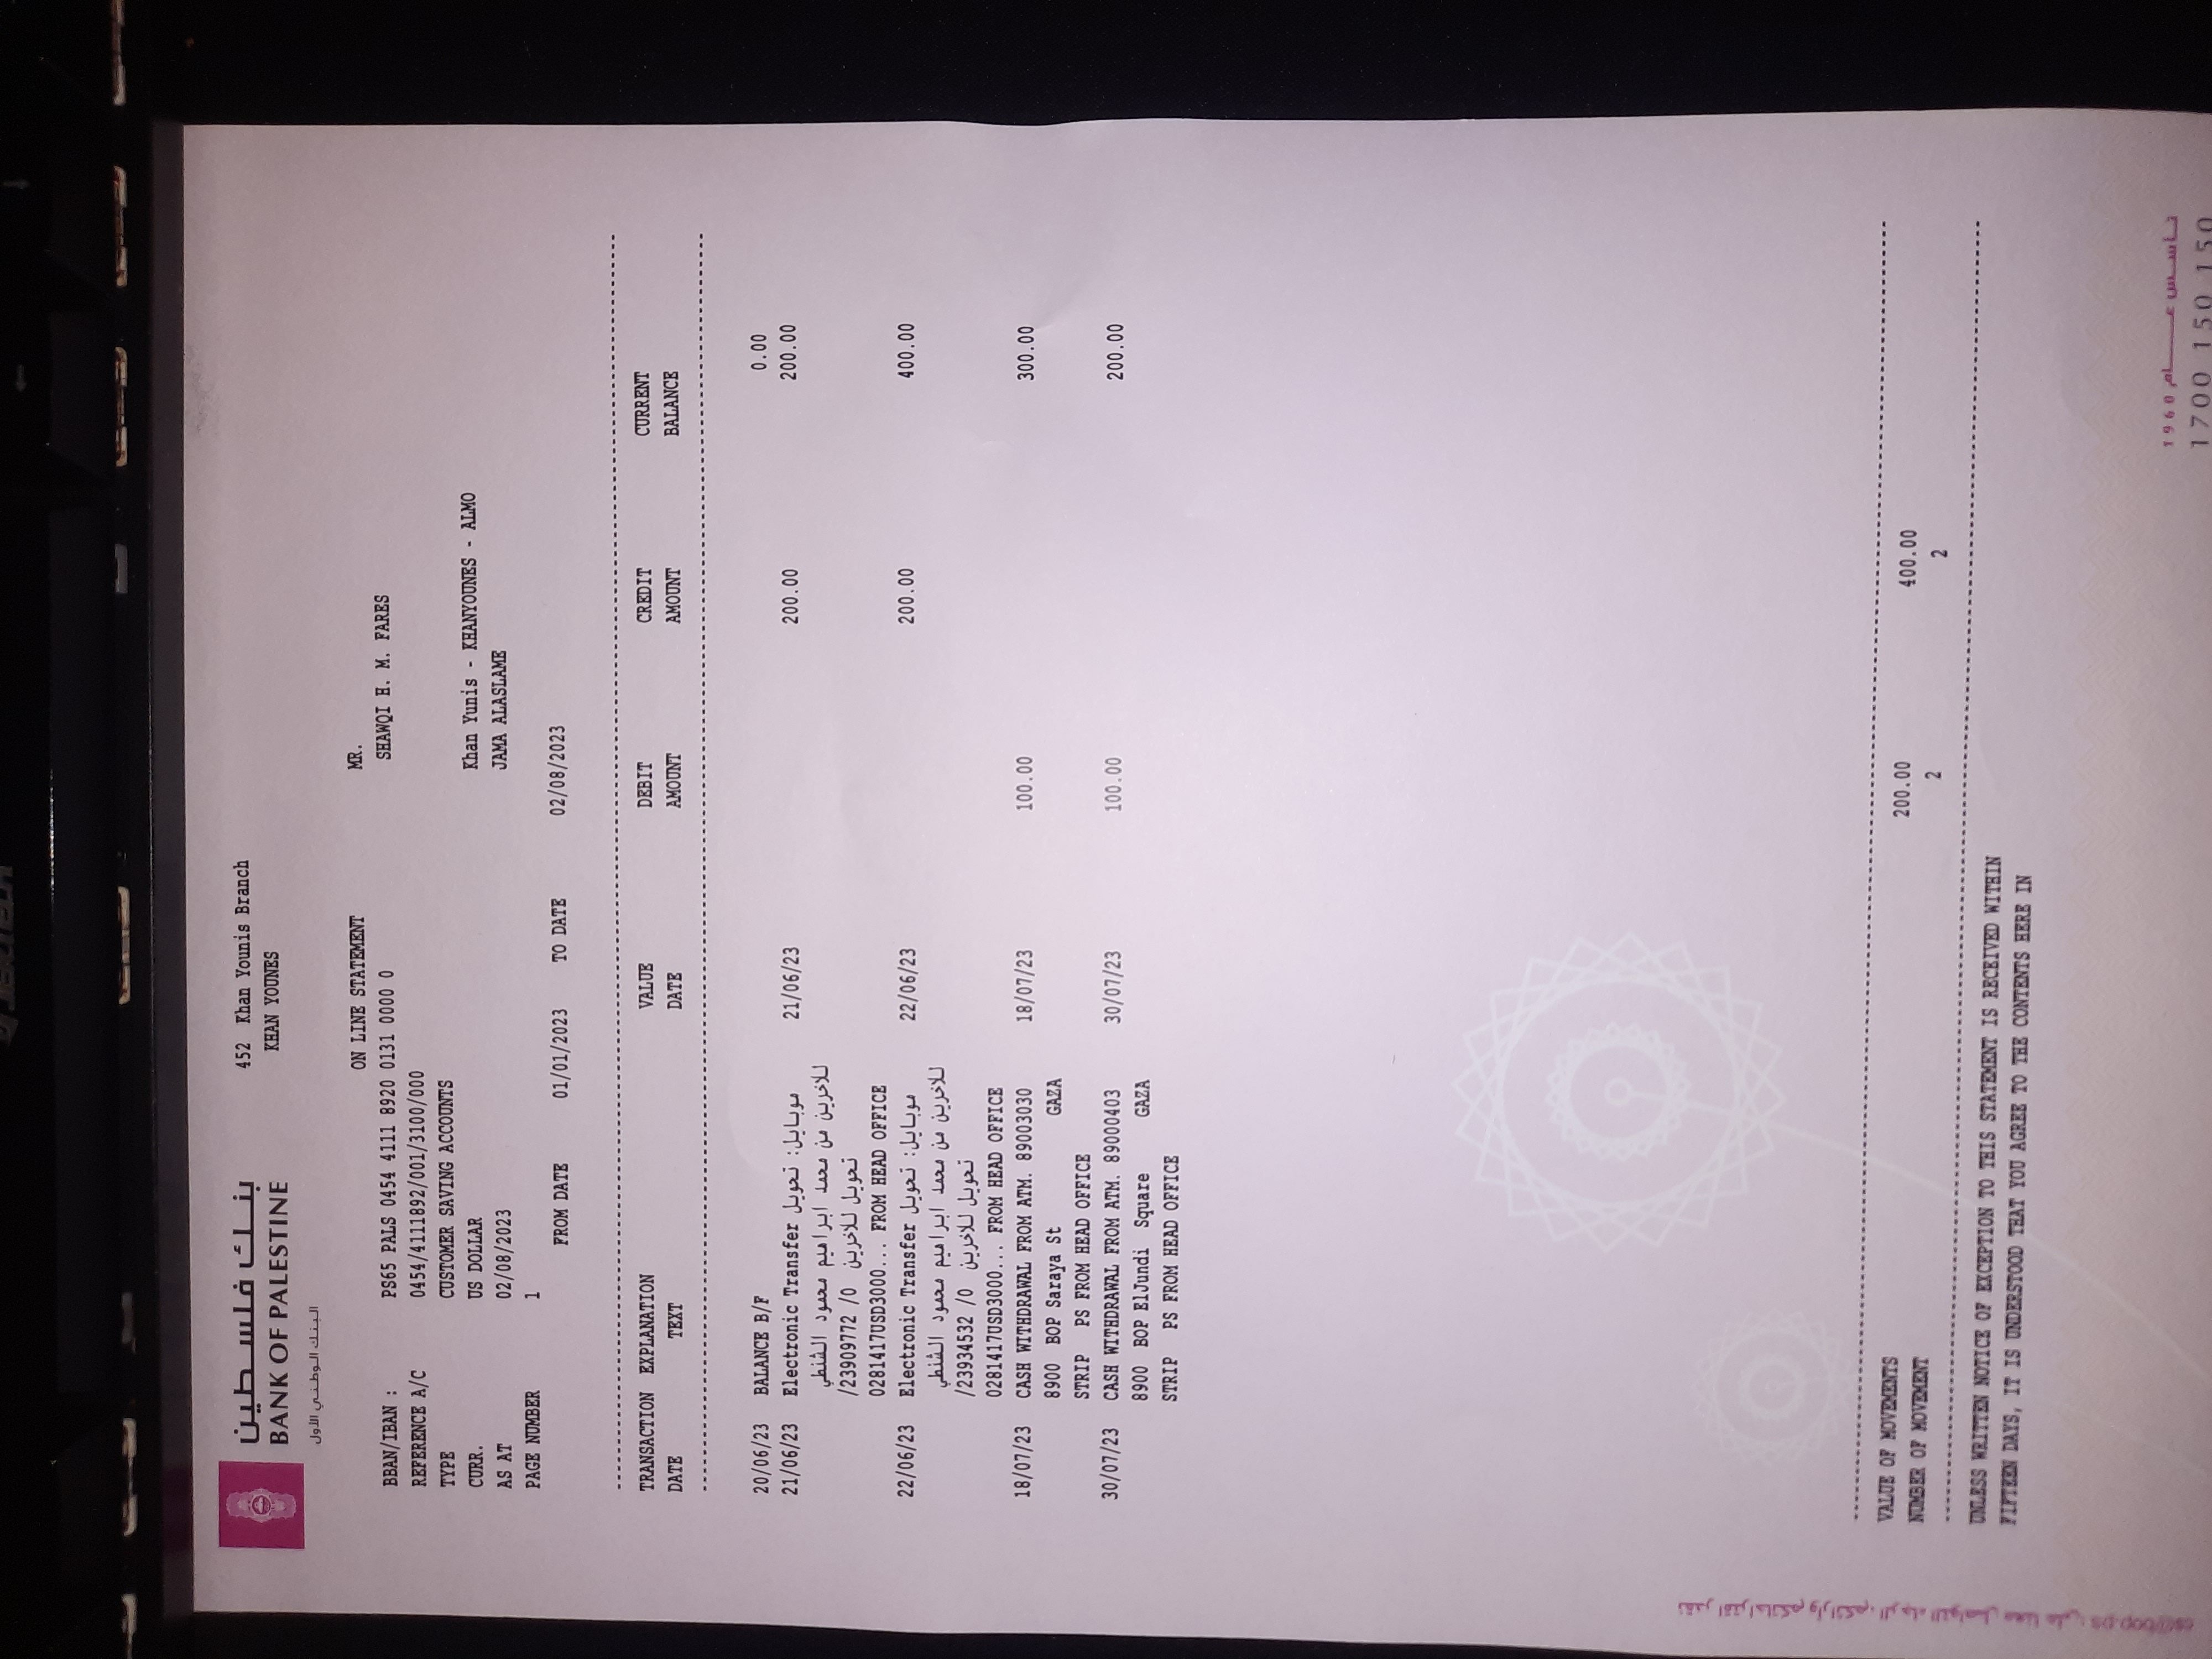 بنك فلسطين
BANK OF PALESTINE
البنك الوطني الأول
452 Khan Younis Branch
KHAN YOUNES
ON LINE STATEMENT
MR.
BBAN/IBAN : PS65 PALS 0454 4111 8920 0131 0000 0 SHAWQI H. M. FARES
REFERENCE A/C 0454/4111892/001/3100/000
TYPE CUSTOMER SAVING ACCOUNTS
CURR. US DOLLAR Khan Yunis - KHANYOUNES - ALMO
AS AT 02/08/2023 JAMA ALASLAME
PAGE NUMBER 1
FROM DATE 01/01/2023 TO DATE 02/08/2023
TRANSACTION EXPLANATION VALUE DEBIT CREDIT CURRENT
DATE TEXT DATE AMOUNT AMOUNT BALANCE
20/06/23 BALANCE B/F 0.00
21/06/23 Electronic Transfer موبايل: تحويل 21/06/23 200.00 200.00
للاخرين من محمد ابراهيم محمود الشنطي
/23909772 /0 تحويل للاخرين
0281417USD3000... FROM HEAD OFFICE
22/06/23 Electronic Transfer موبايل: تحويل 22/06/23 200.00 400.00
للاخرين من محمد ابراهيم محمود الشنطي
/23934532 /0 تحويل للاخرين
0281417USD3000... FROM HEAD OFFICE
18/07/23 CASH WITHDRAWAL FROM ATM. 89003030 18/07/23 100.00 300.00
8900 BOP Saraya St GAZA
STRIP PS FROM HEAD OFFICE
30/07/23 CASH WITHDRAWAL FROM ATM. 89000403 30/07/23 100.00 200.00
8900 BOP ElJundi Square GAZA
STRIP PS FROM HEAD OFFICE
VALUE OF MOVEMENTS 200.00 400.00
NUMBER OF MOVEMENT 2 2
UNLESS WRITTEN NOTICE OF EXCEPTION TO THIS STATEMENT IS RECEIVED WITHIN
FIFTEEN DAYS, IT IS UNDERSTOOD THAT YOU AGREE TO THE CONTENTS HERE IN
تأسس عام 1960
1700 150 150